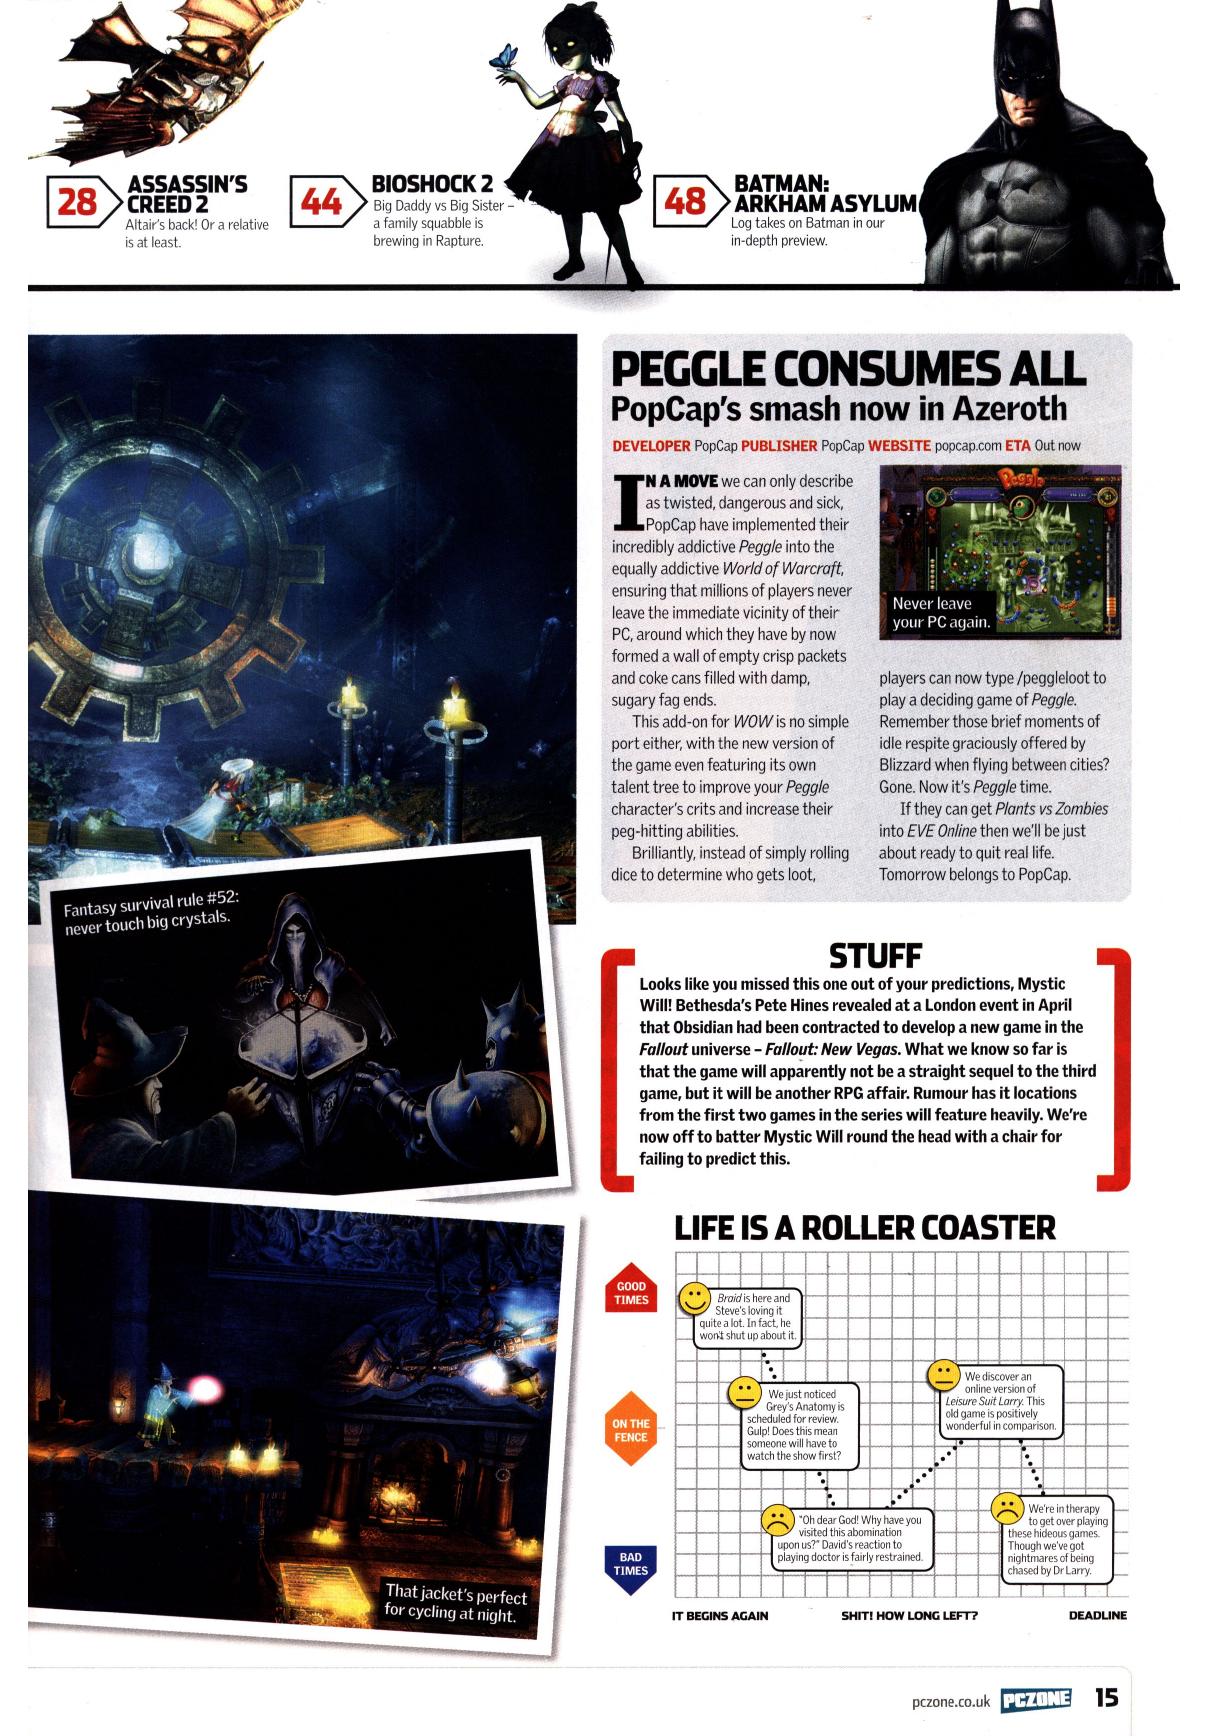 28
ASSASSIN'S
CREED 2
Altair's back! Or a relative
is at least.
44
BIOSHOCK 2
Big Daddy vs Big Sister –
a family squabble is
brewing in Rapture.
48
BATMAN:
ARKHAM ASYLUM
Log takes on Batman in our
in-depth preview.
PEGGLE CONSUMES ALL
PopCap's smash now in Azeroth
DEVELOPER PopCap PUBLISHER PopCap WEBSITE popcap.com ETA Out now
IN A MOVE we can only describe
as twisted, dangerous and sick,
PopCap have implemented their
incredibly addictive Peggle into the
equally addictive World of Warcraft,
ensuring that millions of players never
leave the immediate vicinity of their
PC, around which they have by now
formed a wall of empty crisp packets
and coke cans filled with damp,
sugary fag ends.
This add-on for WOW is no simple
port either, with the new version of
the game even featuring its own
talent tree to improve your Peggle
character's crits and increase their
peg-hitting abilities.
Brilliantly, instead of simply rolling
dice to determine who gets loot,
Peggle
Never leave
your PC again.
players can now type /peggleloot to
play a deciding game of Peggle.
Remember those brief moments of
idle respite graciously offered by
Blizzard when flying between cities?
Gone. Now it's Peggle time.
If they can get Plants vs Zombies
into EVE Online then we'll be just
about ready to quit real life.
Tomorrow belongs to PopCap.
Fantasy survival rule #52:
never touch big crystals.
That jacket's perfect
for cycling at night.
STUFF
Looks like you missed this one out of your predictions, Mystic
Will! Bethesda's Pete Hines revealed at a London event in April
that Obsidian had been contracted to develop a new game in the
Fallout universe – Fallout: New Vegas. What we know so far is
that the game will apparently not be a straight sequel to the third
game, but it will be another RPG affair. Rumour has it locations
from the first two games in the series will feature heavily. We're
now off to batter Mystic Will round the head with a chair for
failing to predict this.
LIFE IS A ROLLER COASTER
GOOD
TIMES
ON THE
FENCE
BAD
TIMES
Braid is here and
Steve's loving it
quite a lot. In fact, he
won't shut up about it.
We just noticed
Grey's Anatomy is
scheduled for review.
Gulp! Does this mean
someone will have to
watch the show first?
"Oh dear God! Why have you
visited this abomination
upon us?" David's reaction to
playing doctor is fairly restrained.
We discover an
online version of
Leisure Suit Larry. This
old game is positively
wonderful in comparison.
We're in therapy
to get over playing
these hideous games.
Though we've got
nightmares of being
chased by Dr Larry.
IT BEGINS AGAIN
SHIT! HOW LONG LEFT?
DEADLINE
pczone.co.uk PCZONE 15